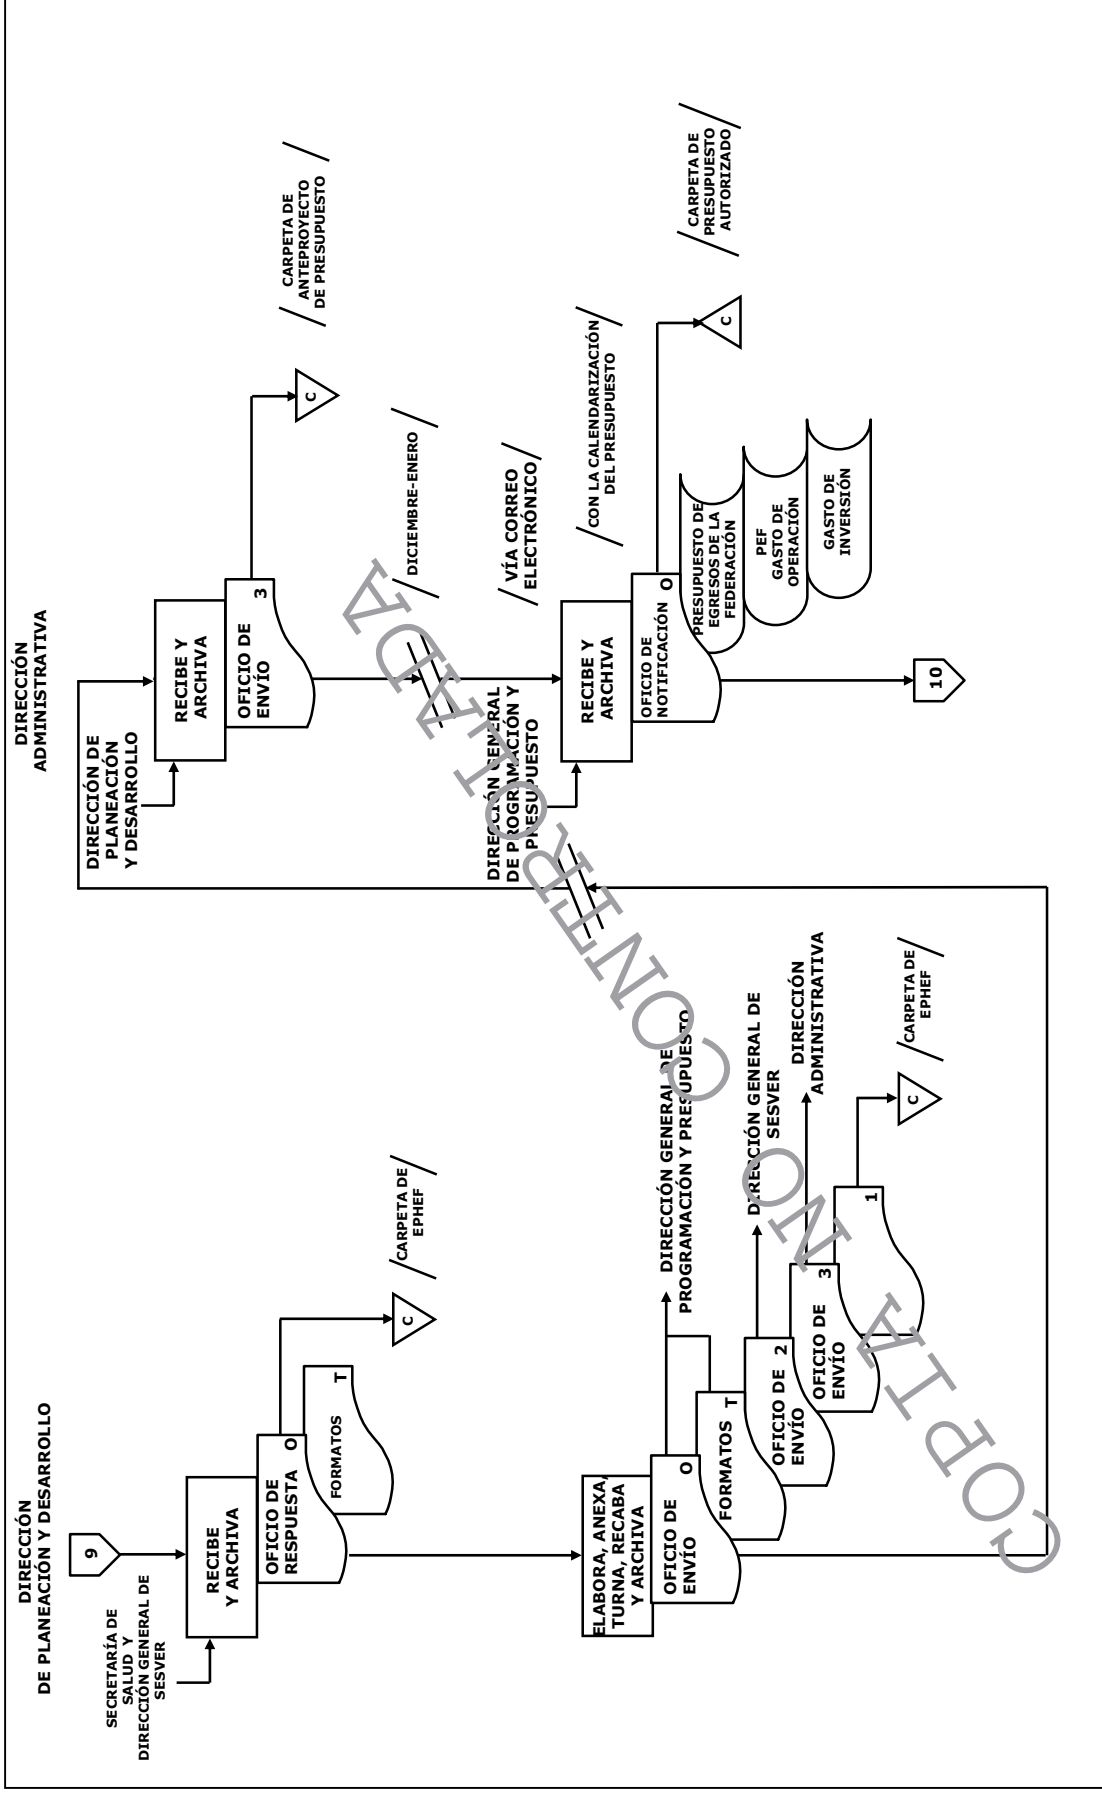 DIRECCIÓN
DE PLANEACIÓN Y DESARROLLO
9
SECRETARÍA DE
SALUD Y
DIRECCIÓN GENERAL DE
SESVER
RECIBE
Y ARCHIVA
OFICIO DE
RESPUESTA
O
FORMATOS
T
C
CARPETA DE
EPHEF
ELABORA, ANEXA,
TURNA, RECABA
Y ARCHIVA
OFICIO DE
ENVÍO
O
FORMATOS
T
OFICIO DE
ENVÍO
2
OFICIO DE
ENVÍO
3
1
DIRECCIÓN GENERAL DE
PROGRAMACIÓN Y PRESUPUESTO
DIRECCIÓN GENERAL DE
SESVER
DIRECCIÓN
ADMINISTRATIVA
C
CARPETA DE
EPHEF
DIRECCIÓN
ADMINISTRATIVA
DIRECCIÓN DE
PLANEACIÓN
Y DESARROLLO
RECIBE Y
ARCHIVA
OFICIO DE
ENVÍO
3
C
CARPETA DE
ANTEPROYECTO
DE PRESUPUESTO
DICIEMBRE-ENERO
VÍA CORREO
ELECTRÓNICO
DIRECCIÓN GENERAL
DE PROGRAMACIÓN Y
PRESUPUESTO
RECIBE Y
ARCHIVA
CON LA CALENDARIZACIÓN
DEL PRESUPUESTO
OFICIO DE
NOTIFICACIÓN
O
PRESUPUESTO DE
EGRESOS DE LA
FEDERACIÓN
PEF
GASTO DE
OPERACIÓN
GASTO DE
INVERSIÓN
C
CARPETA DE
PRESUPUESTO
AUTORIZADO
10
COPIA NO CONTROLADA